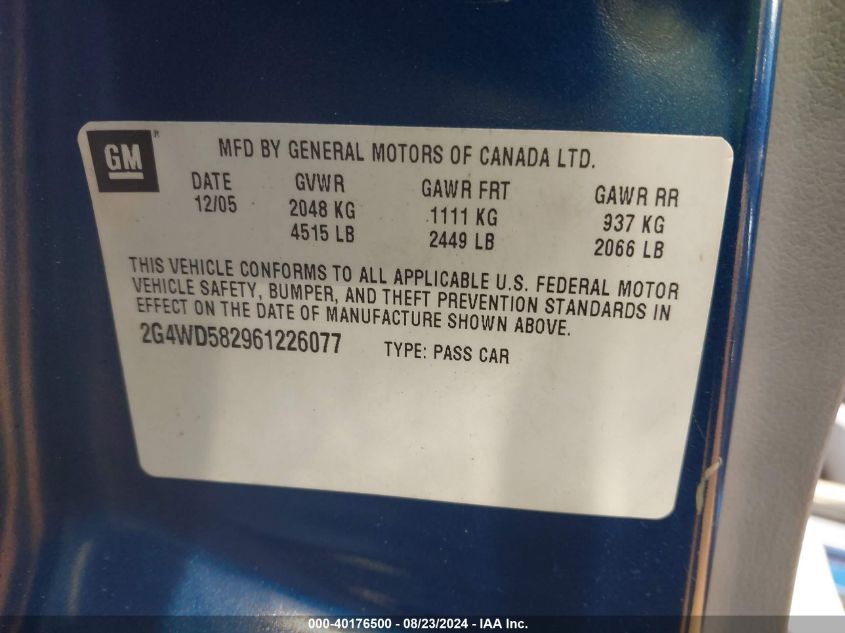 GM
MFD BY GENERAL MOTORS OF CANADA LTD.
DATE GVWR GAWR FRT GAWR RR
12/05 2048 KG 1111 KG 937 KG
4515 LB 2449 LB 2066 LB
THIS VEHICLE CONFORMS TO ALL APPLICABLE U.S. FEDERAL MOTOR
VEHICLE SAFETY, BUMPER, AND THEFT PREVENTION STANDARDS IN
EFFECT ON THE DATE OF MANUFACTURE SHOWN ABOVE.
2G4WD582961226077 TYPE: PASS CAR
000-40176500 - 08/23/2024 - IAA Inc.